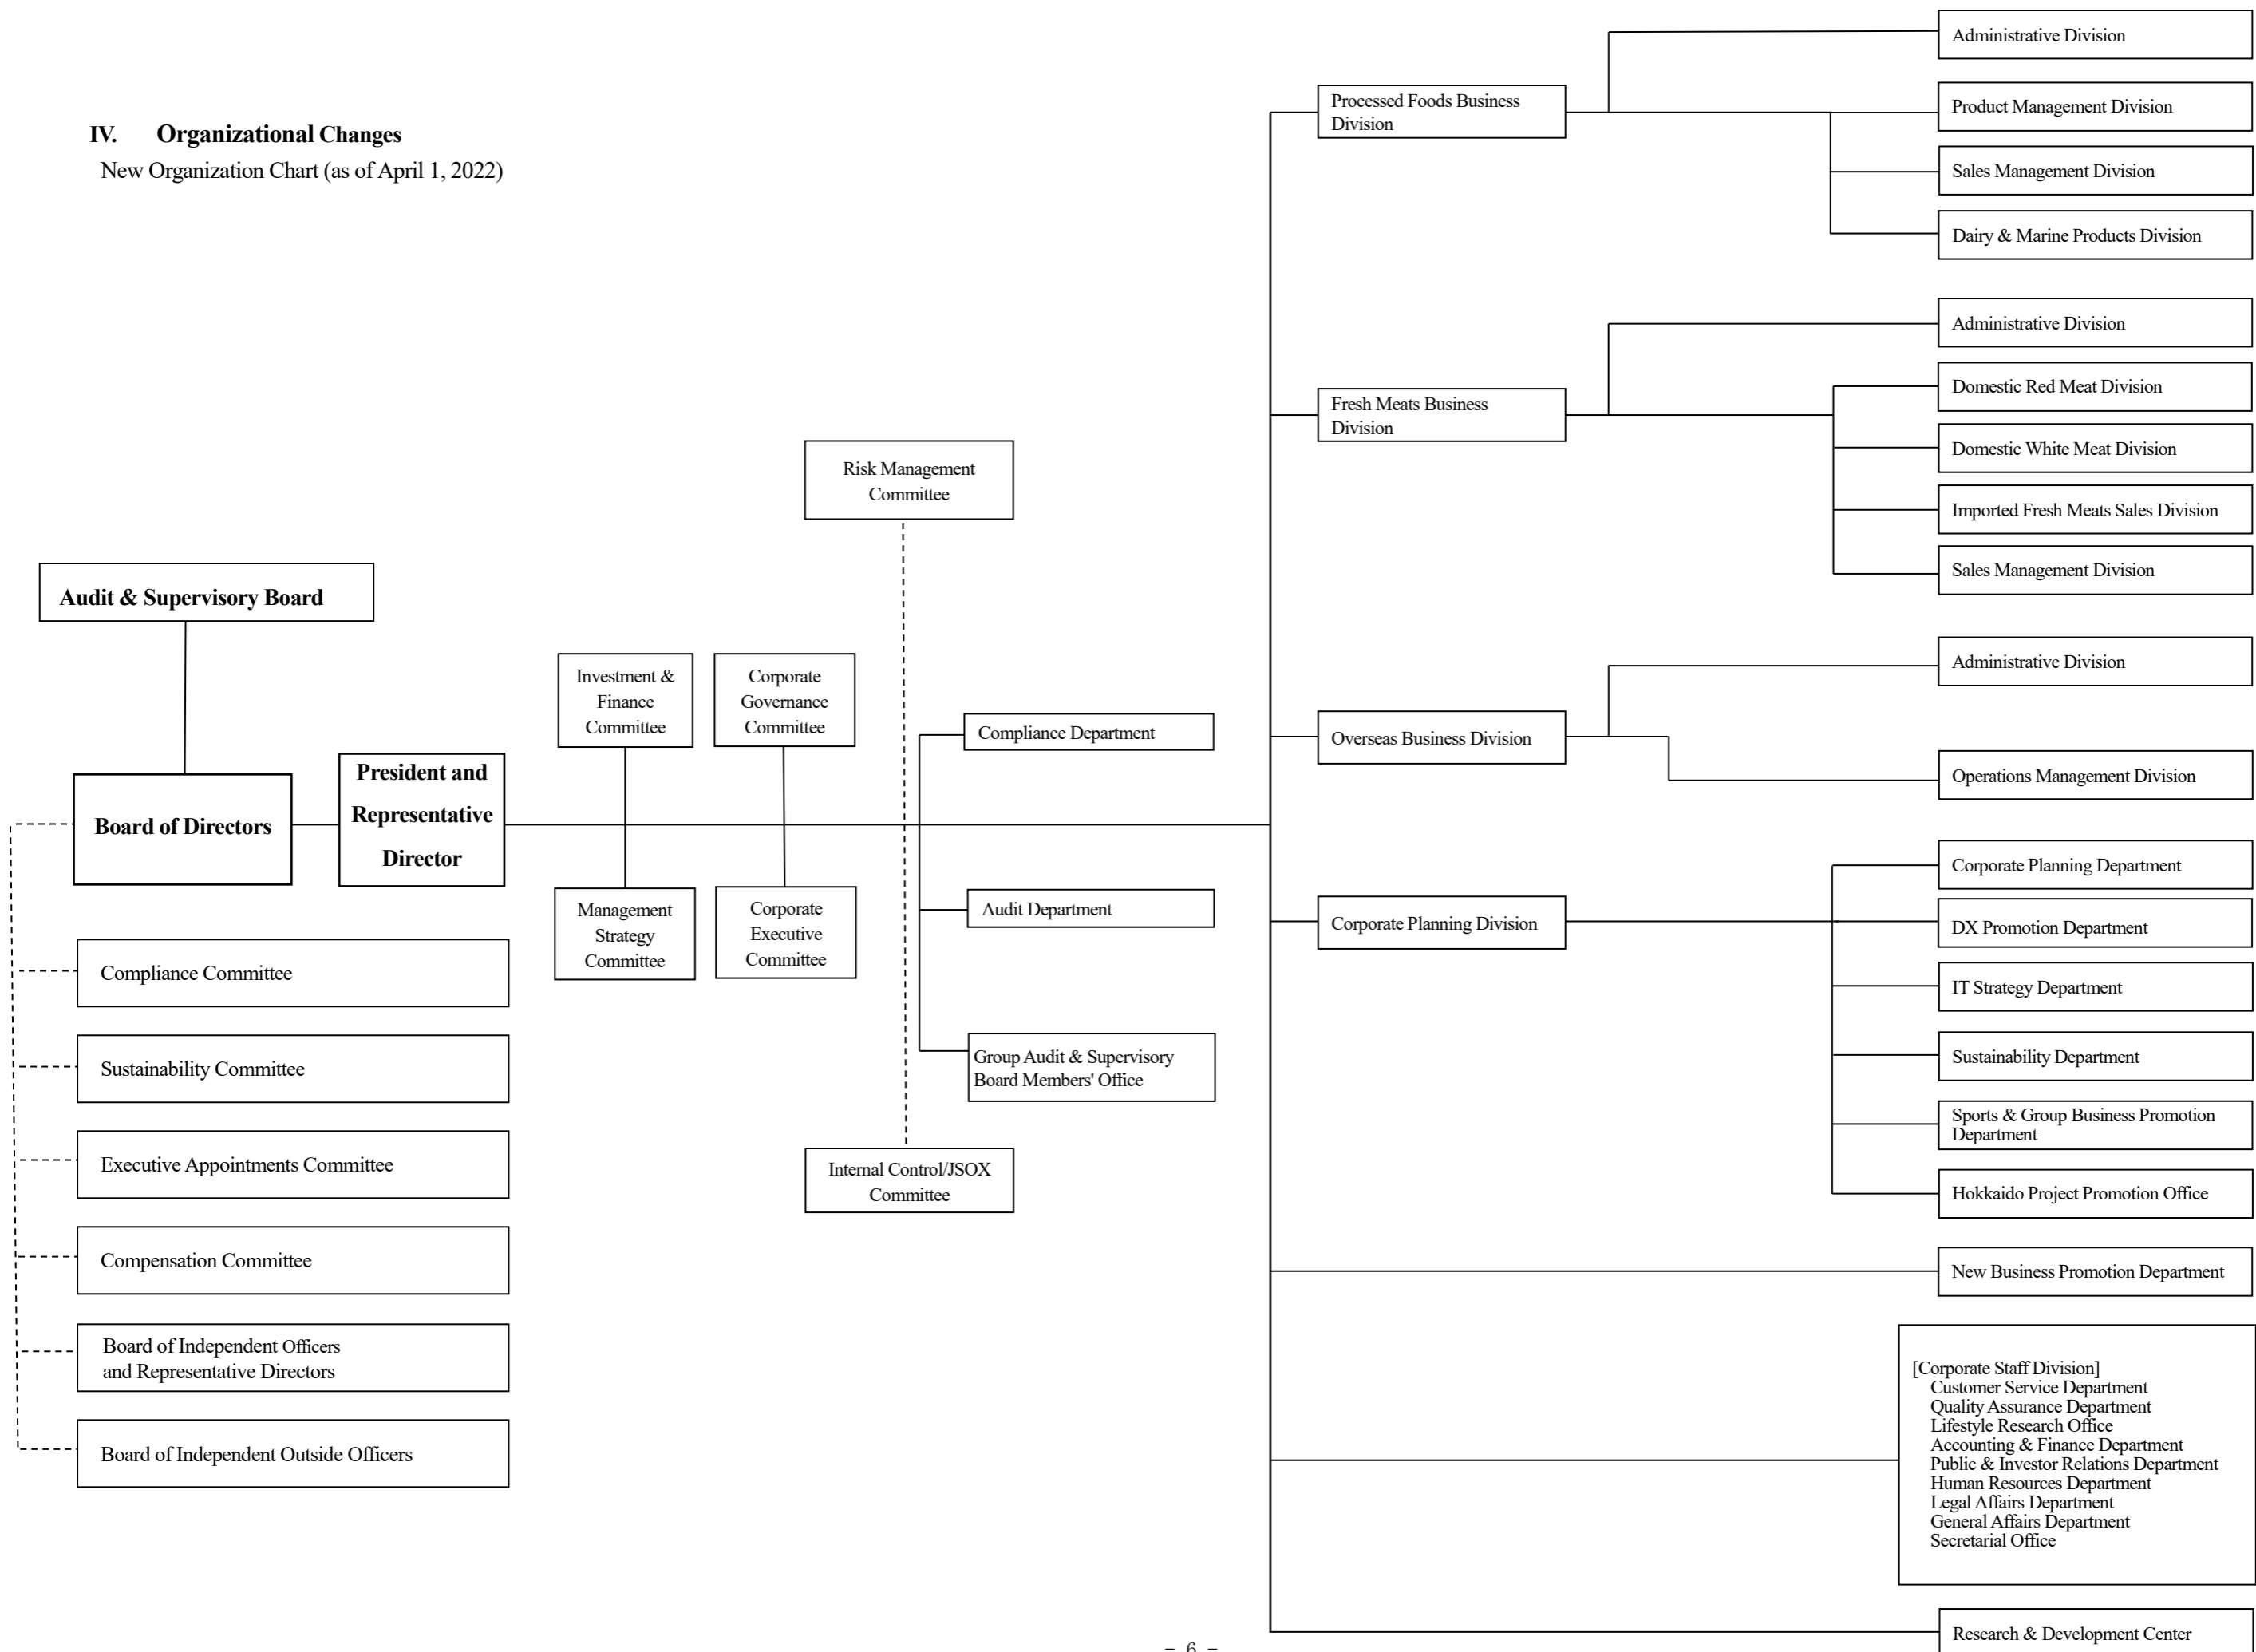 IV. Organizational Changes
New Organization Chart (as of April 1, 2022)
Audit & Supervisory Board
Board of Directors
President and
Representative
Director
Compliance Committee
Sustainability Committee
Executive Appointments Committee
Compensation Committee
Board of Independent Officers
and Representative Directors
Board of Independent Outside Officers
Investment &
Finance
Committee
Corporate
Governance
Committee
Management
Strategy
Committee
Corporate
Executive
Committee
Risk Management
Committee
Compliance Department
Audit Department
Group Audit & Supervisory
Board Members' Office
Internal Control/JSOX
Committee
Processed Foods Business
Division
Administrative Division
Product Management Division
Sales Management Division
Dairy & Marine Products Division
Fresh Meats Business
Division
Administrative Division
Domestic Red Meat Division
Domestic White Meat Division
Imported Fresh Meats Sales Division
Sales Management Division
Overseas Business Division
Administrative Division
Operations Management Division
Corporate Planning Division
Corporate Planning Department
DX Promotion Department
IT Strategy Department
Sustainability Department
Sports & Group Business Promotion
Department
Hokkaido Project Promotion Office
New Business Promotion Department
[Corporate Staff Division]
Customer Service Department
Quality Assurance Department
Lifestyle Research Office
Accounting & Finance Department
Public & Investor Relations Department
Human Resources Department
Legal Affairs Department
General Affairs Department
Secretarial Office
Research & Development Center
- 6 -